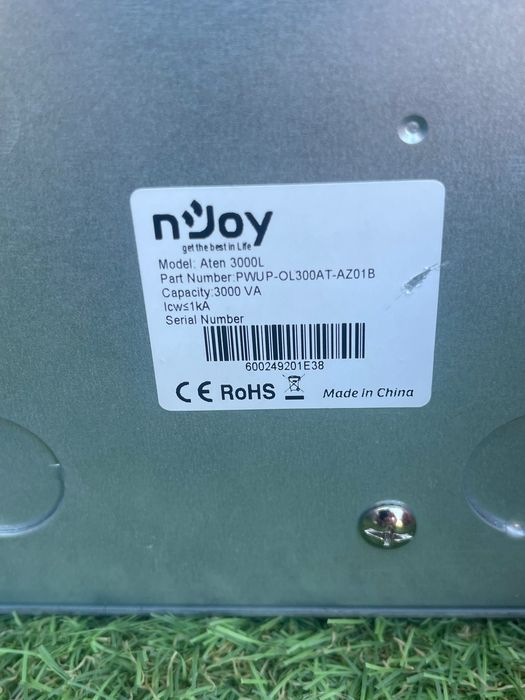 nJoy
get the best in Life
Model: Aten 3000L
Part Number:PWUP-OL300AT-AZ01B
Capacity:3000 VA
Icw≤1kA
Serial Number
600249201E38
CE RoHS Made in China